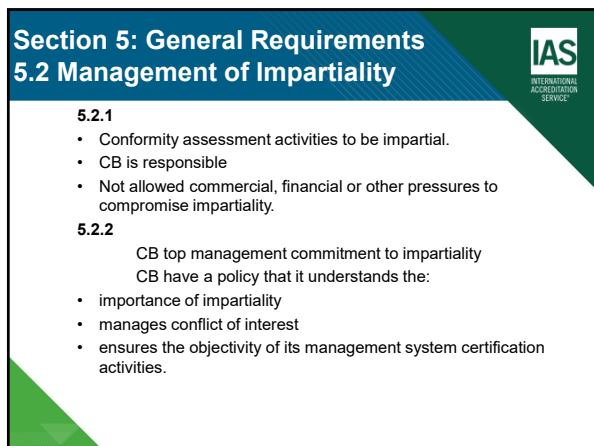 Section 5: General Requirements
5.2 Management of Impartiality
IAS
INTERNATIONAL
ACCREDITATION
SERVICE®
5.2.1
• Conformity assessment activities to be impartial.
• CB is responsible
• Not allowed commercial, financial or other pressures to
compromise impartiality.
5.2.2
CB top management commitment to impartiality
CB have a policy that it understands the:
• importance of impartiality
• manages conflict of interest
• ensures the objectivity of its management system certification
activities.